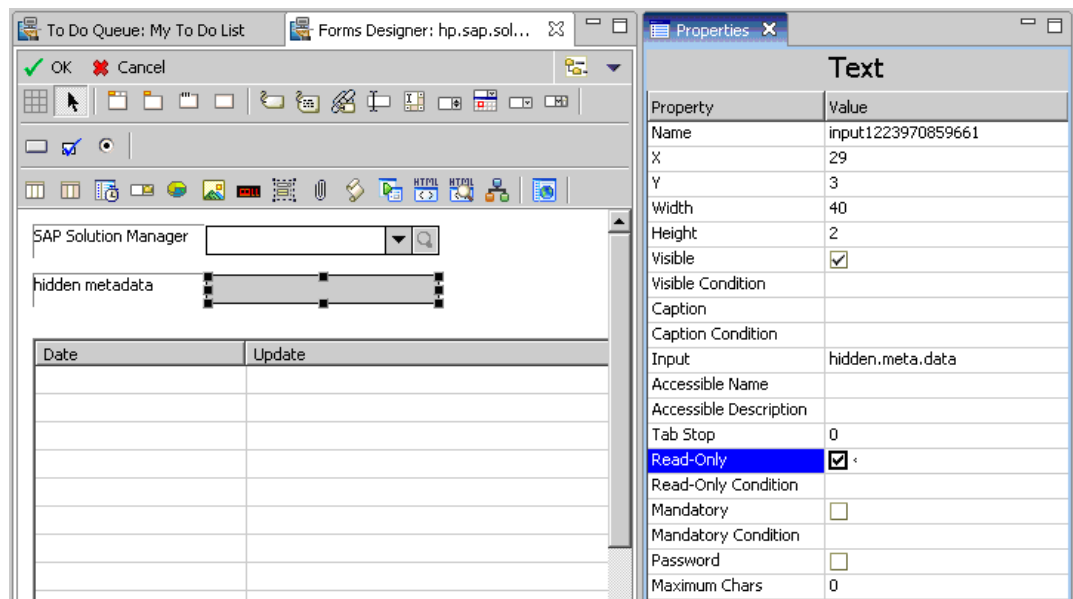 To Do Queue: My To Do List
Forms Designer: hp.sap.sol...
OK
Cancel
HTML
HTML
SAP Solution Manager
hidden metadata
Date
Update
Properties
Text
Property Value
Name input1223970859661
X 29
Y 3
Width 40
Height 2
Visible
Visible Condition
Caption
Caption Condition
Input hidden.meta.data
Accessible Name
Accessible Description
Tab Stop 0
Read-Only
Read-Only Condition
Mandatory
Mandatory Condition
Password
Maximum Chars 0